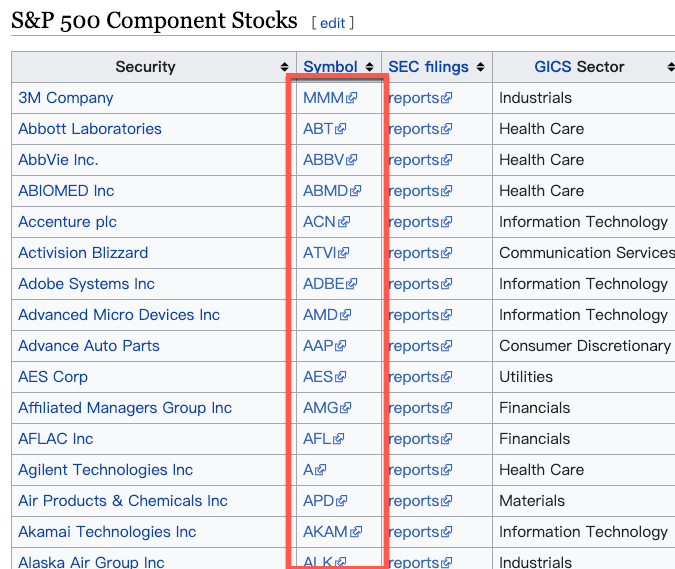 S&P 500 Component Stocks [ edit ]
Security Symbol SEC filings GICS Sector
3M Company MMM reports Industrials
Abbott Laboratories ABT reports Health Care
AbbVie Inc. ABBV reports Health Care
ABIOMED Inc ABMD reports Health Care
Accenture plc ACN reports Information Technology
Activision Blizzard ATVI reports Communication Services
Adobe Systems Inc ADBE reports Information Technology
Advanced Micro Devices Inc AMD reports Information Technology
Advance Auto Parts AAP reports Consumer Discretionary
AES Corp AES reports Utilities
Affiliated Managers Group Inc AMG reports Financials
AFLAC Inc AFL reports Financials
Agilent Technologies Inc A reports Health Care
Air Products & Chemicals Inc APD reports Materials
Akamai Technologies Inc AKAM reports Information Technology
Alaska Air Group Inc ALK reports Industrials